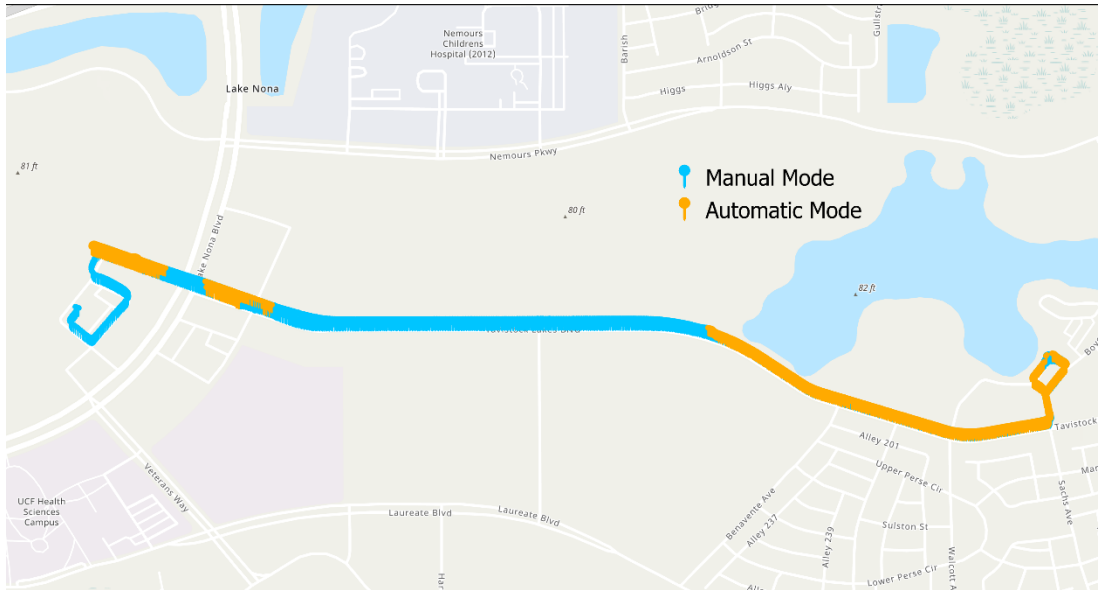 Nemours
Childrens
Hospital (2012)
Barish
Arnoldson St
Lake Nona
Higgs
Higgs Aly
Nemours Pkwy
81 ft
Manual Mode
80 ft
Automatic Mode
Lake Nona Blvd
82 ft
Tavistock Lakes Blvd
Tavistock
Alley 201
Upper Perse Cir
Veterans Way
UCF Health
Sciences
Campus
Laureate Blvd
Laureate Blvd
Benavente Ave
Alley 237
Alley 239
Sachs Ave
Sulston St
Walcott A
Lower Perse Cir